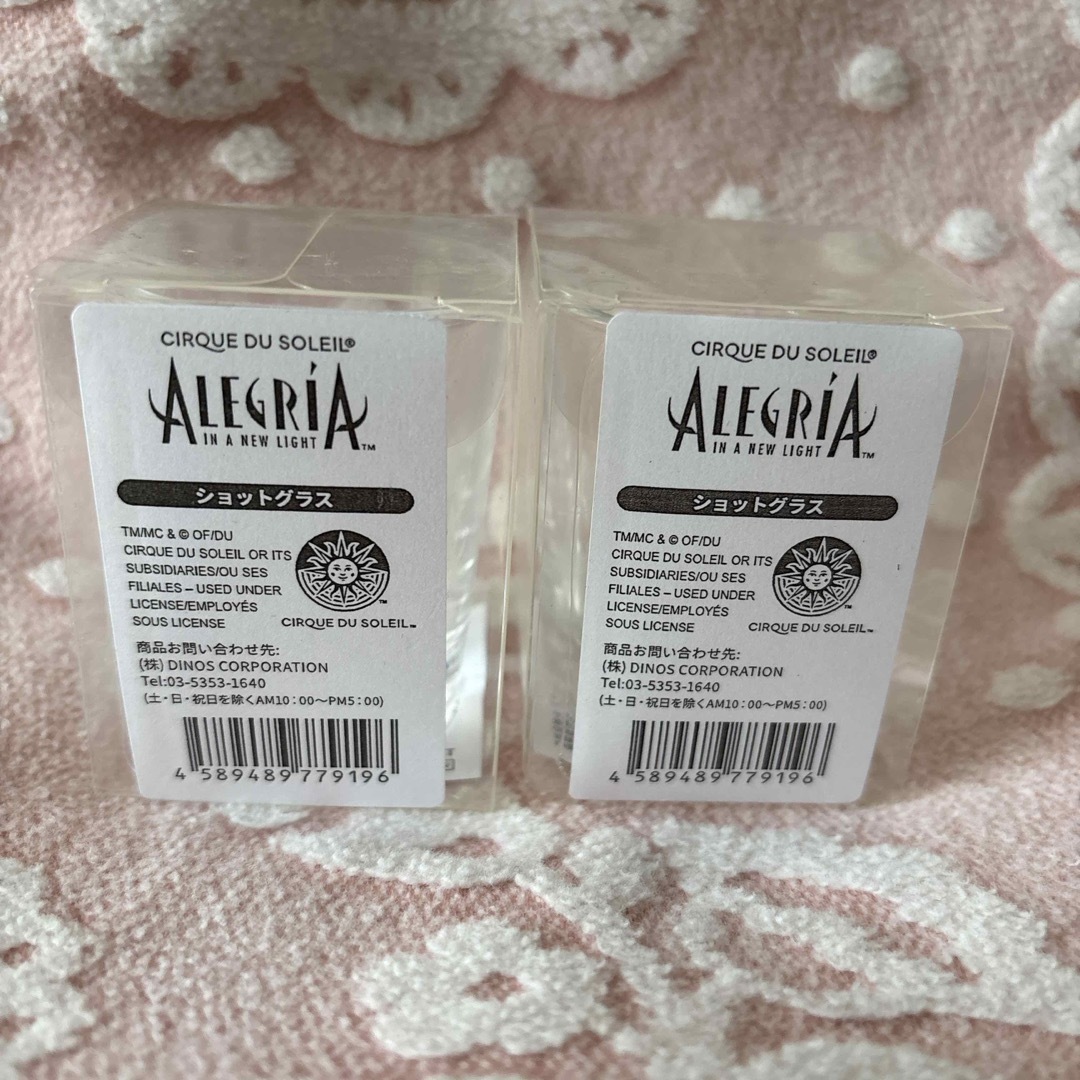 CIRQUE DU SOLEIL®
ALEGRÍA
IN A NEW LIGHT™
ショットグラス
TM/MC & © OF/DU
CIRQUE DU SOLEIL OR ITS
SUBSIDIARIES/OU SES
FILIALES – USED UNDER
LICENSE/EMPLOYÉS
SOUS LICENSE
CIRQUE DU SOLEIL™
商品お問い合わせ先:
(株) DINOS CORPORATION
Tel:03-5353-1640
(土・日・祝日を除くAM10:00〜PM5:00)
4 589489 779196
CIRQUE DU SOLEIL®
ALEGRÍA
IN A NEW LIGHT™
ショットグラス
TM/MC & © OF/DU
CIRQUE DU SOLEIL OR ITS
SUBSIDIARIES/OU SES
FILIALES – USED UNDER
LICENSE/EMPLOYÉS
SOUS LICENSE
CIRQUE DU SOLEIL™
商品お問い合わせ先:
(株) DINOS CORPORATION
Tel:03-5353-1640
(土・日・祝日を除くAM10:00〜PM5:00)
4 589489 779196